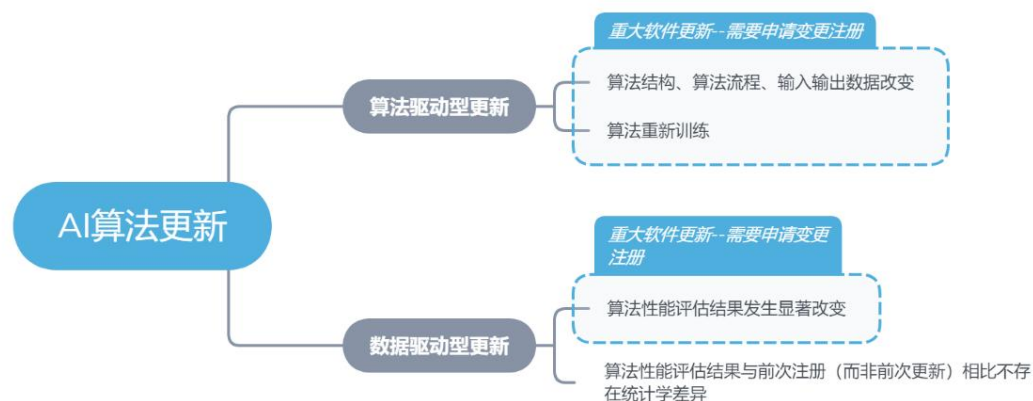 重大软件更新--需要申请变更注册
算法结构、算法流程、输入输出数据改变
算法驱动型更新
算法重新训练
AI算法更新
重大软件更新--需要申请变更
注册
算法性能评估结果发生显著改变
数据驱动型更新
算法性能评估结果与前次注册（而非前次更新）相比不存
在统计学差异